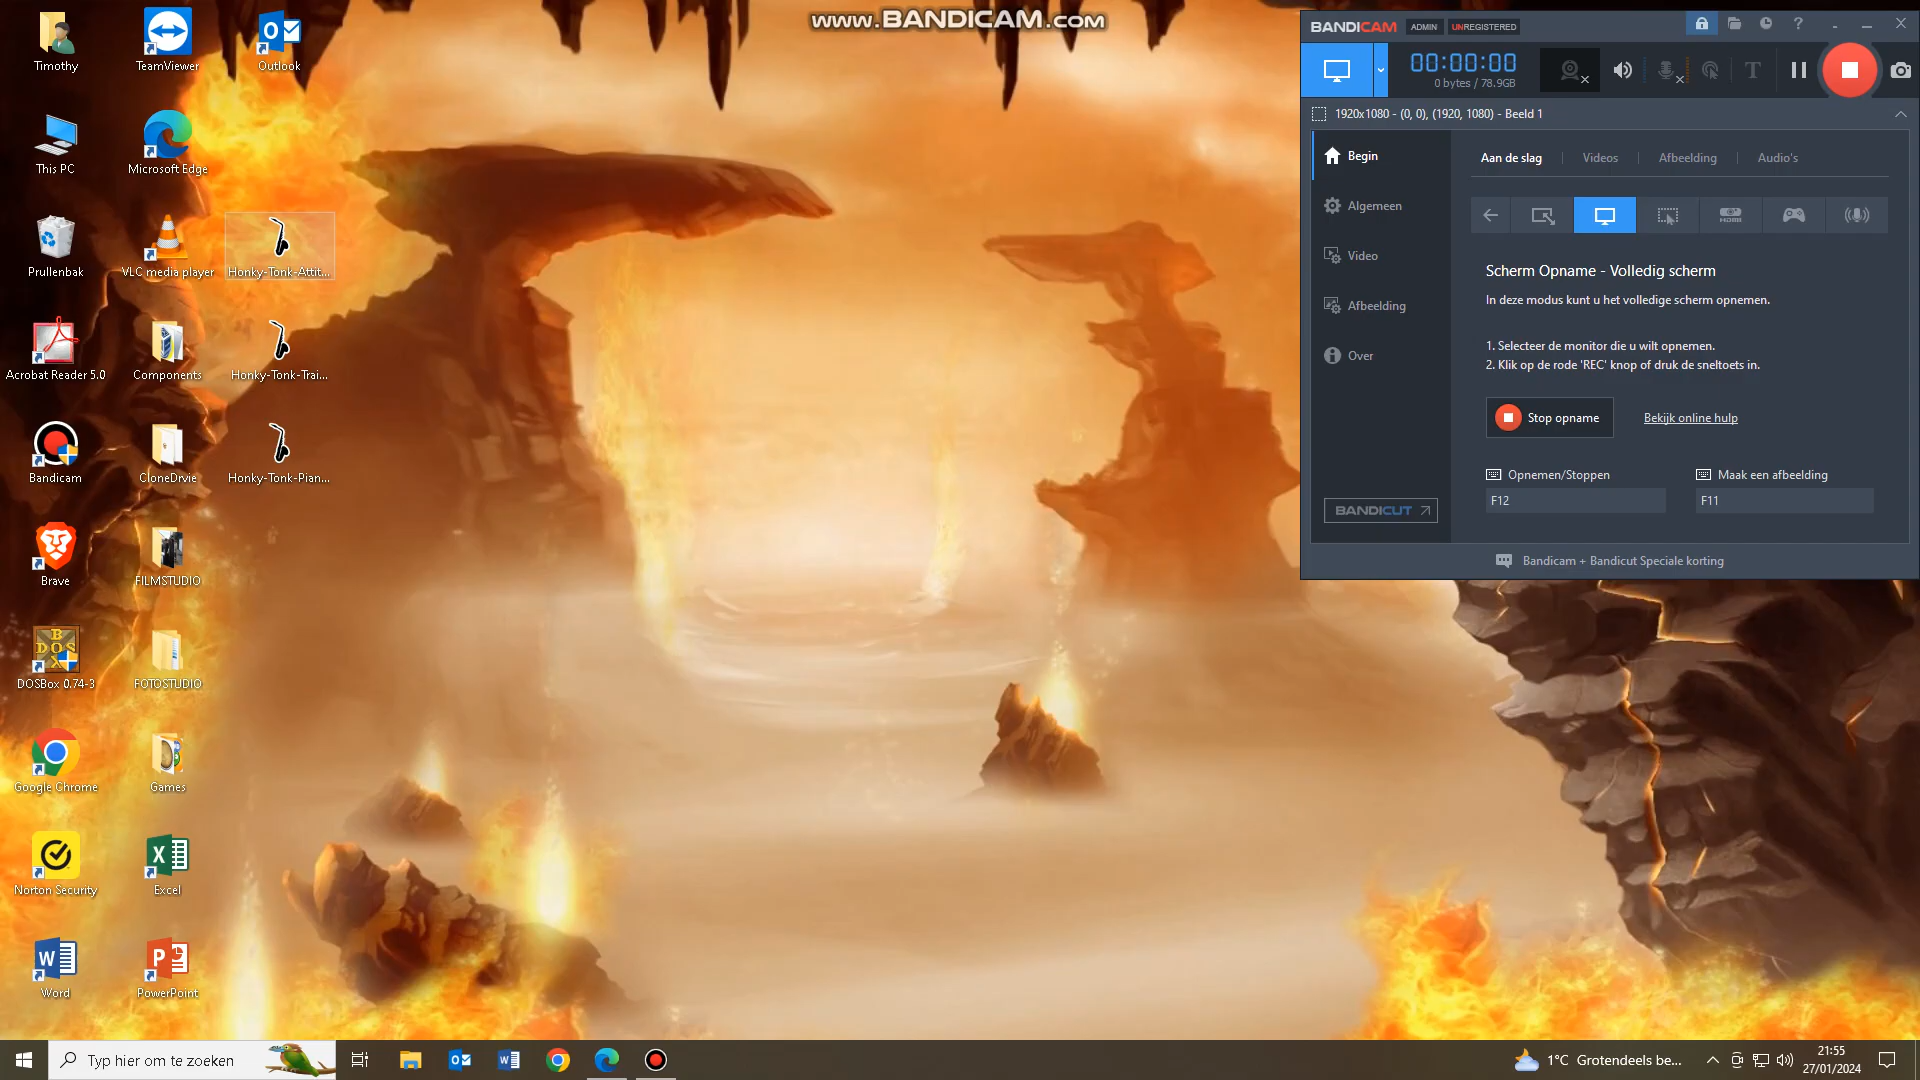 Timothy
TeamViewer
Outlook
This PC
Microsoft Edge
Prullenbak
VLC media player
Honky-Tonk-Attit...
Acrobat Reader 5.0
Components
Honky-Tonk-Trai...
Bandicam
CloneDrvie
Honky-Tonk-Pian...
Brave
FILMSTUDIO
DOSBox 0.74-3
FOTOSTUDIO
Google Chrome
Games
Norton Security
Excel
Word
PowerPoint
www.BANDICAM.com
BANDICAM ADMIN UNREGISTERED
00:00:00
0 bytes / 78.9GB
1920x1080 - (0, 0), (1920, 1080) - Beeld 1
Begin
Algemeen
Video
Afbeelding
Over
BANDICUT
Aan de slag Videos Afbeelding Audio's
HDMI
Scherm Opname - Volledig scherm
In deze modus kunt u het volledige scherm opnemen.
1. Selecteer de monitor die u wilt opnemen.
2. Klik op de rode 'REC' knop of druk de sneltoets in.
Stop opname Bekijk online hulp
Opnemen/Stoppen Maak een afbeelding
F12 F11
Bandicam + Bandicut Speciale korting
Typ hier om te zoeken
1°C Grotendeels be...
21:55
27/01/2024